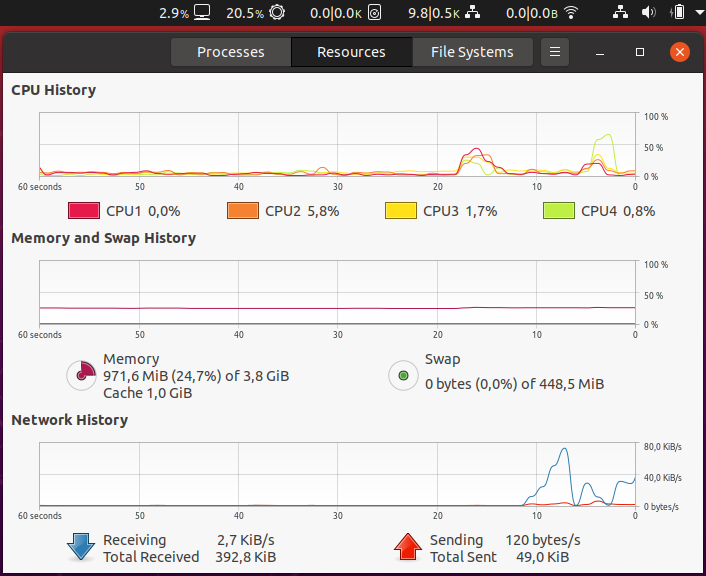 2.9% 20.5% 0.0|0.0K 9.8|0.5K 0.0|0.0B
Processes Resources File Systems
CPU History
100 %
50 %
0 %
60 seconds 50 40 30 20 10 0
CPU1 0,0% CPU2 5,8% CPU3 1,7% CPU4 0,8%
Memory and Swap History
100 %
50 %
0 %
60 seconds 50 40 30 20 10 0
Memory Swap
971,6 MiB (24,7%) of 3,8 GiB 0 bytes (0,0%) of 448,5 MiB
Cache 1,0 GiB
Network History
80,0 KiB/s
40,0 KiB/s
0 bytes/s
60 seconds 50 40 30 20 10 0
Receiving 2,7 KiB/s Sending 120 bytes/s
Total Received 392,8 KiB Total Sent 49,0 KiB